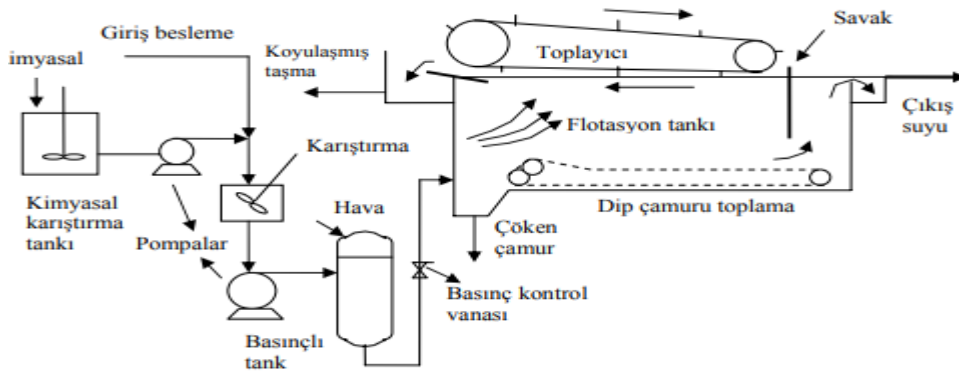 Giriş besleme
imyasal
Koyulaşmış
taşma
Toplayıcı
Savak
Çıkış
suyu
Flotasyon tankı
Karıştırma
Kimyasal
karıştırma
tankı
Hava
Dip çamuru toplama
Çöken
çamur
Pompalar
Basınç kontrol
vanası
Basınçlı
tank